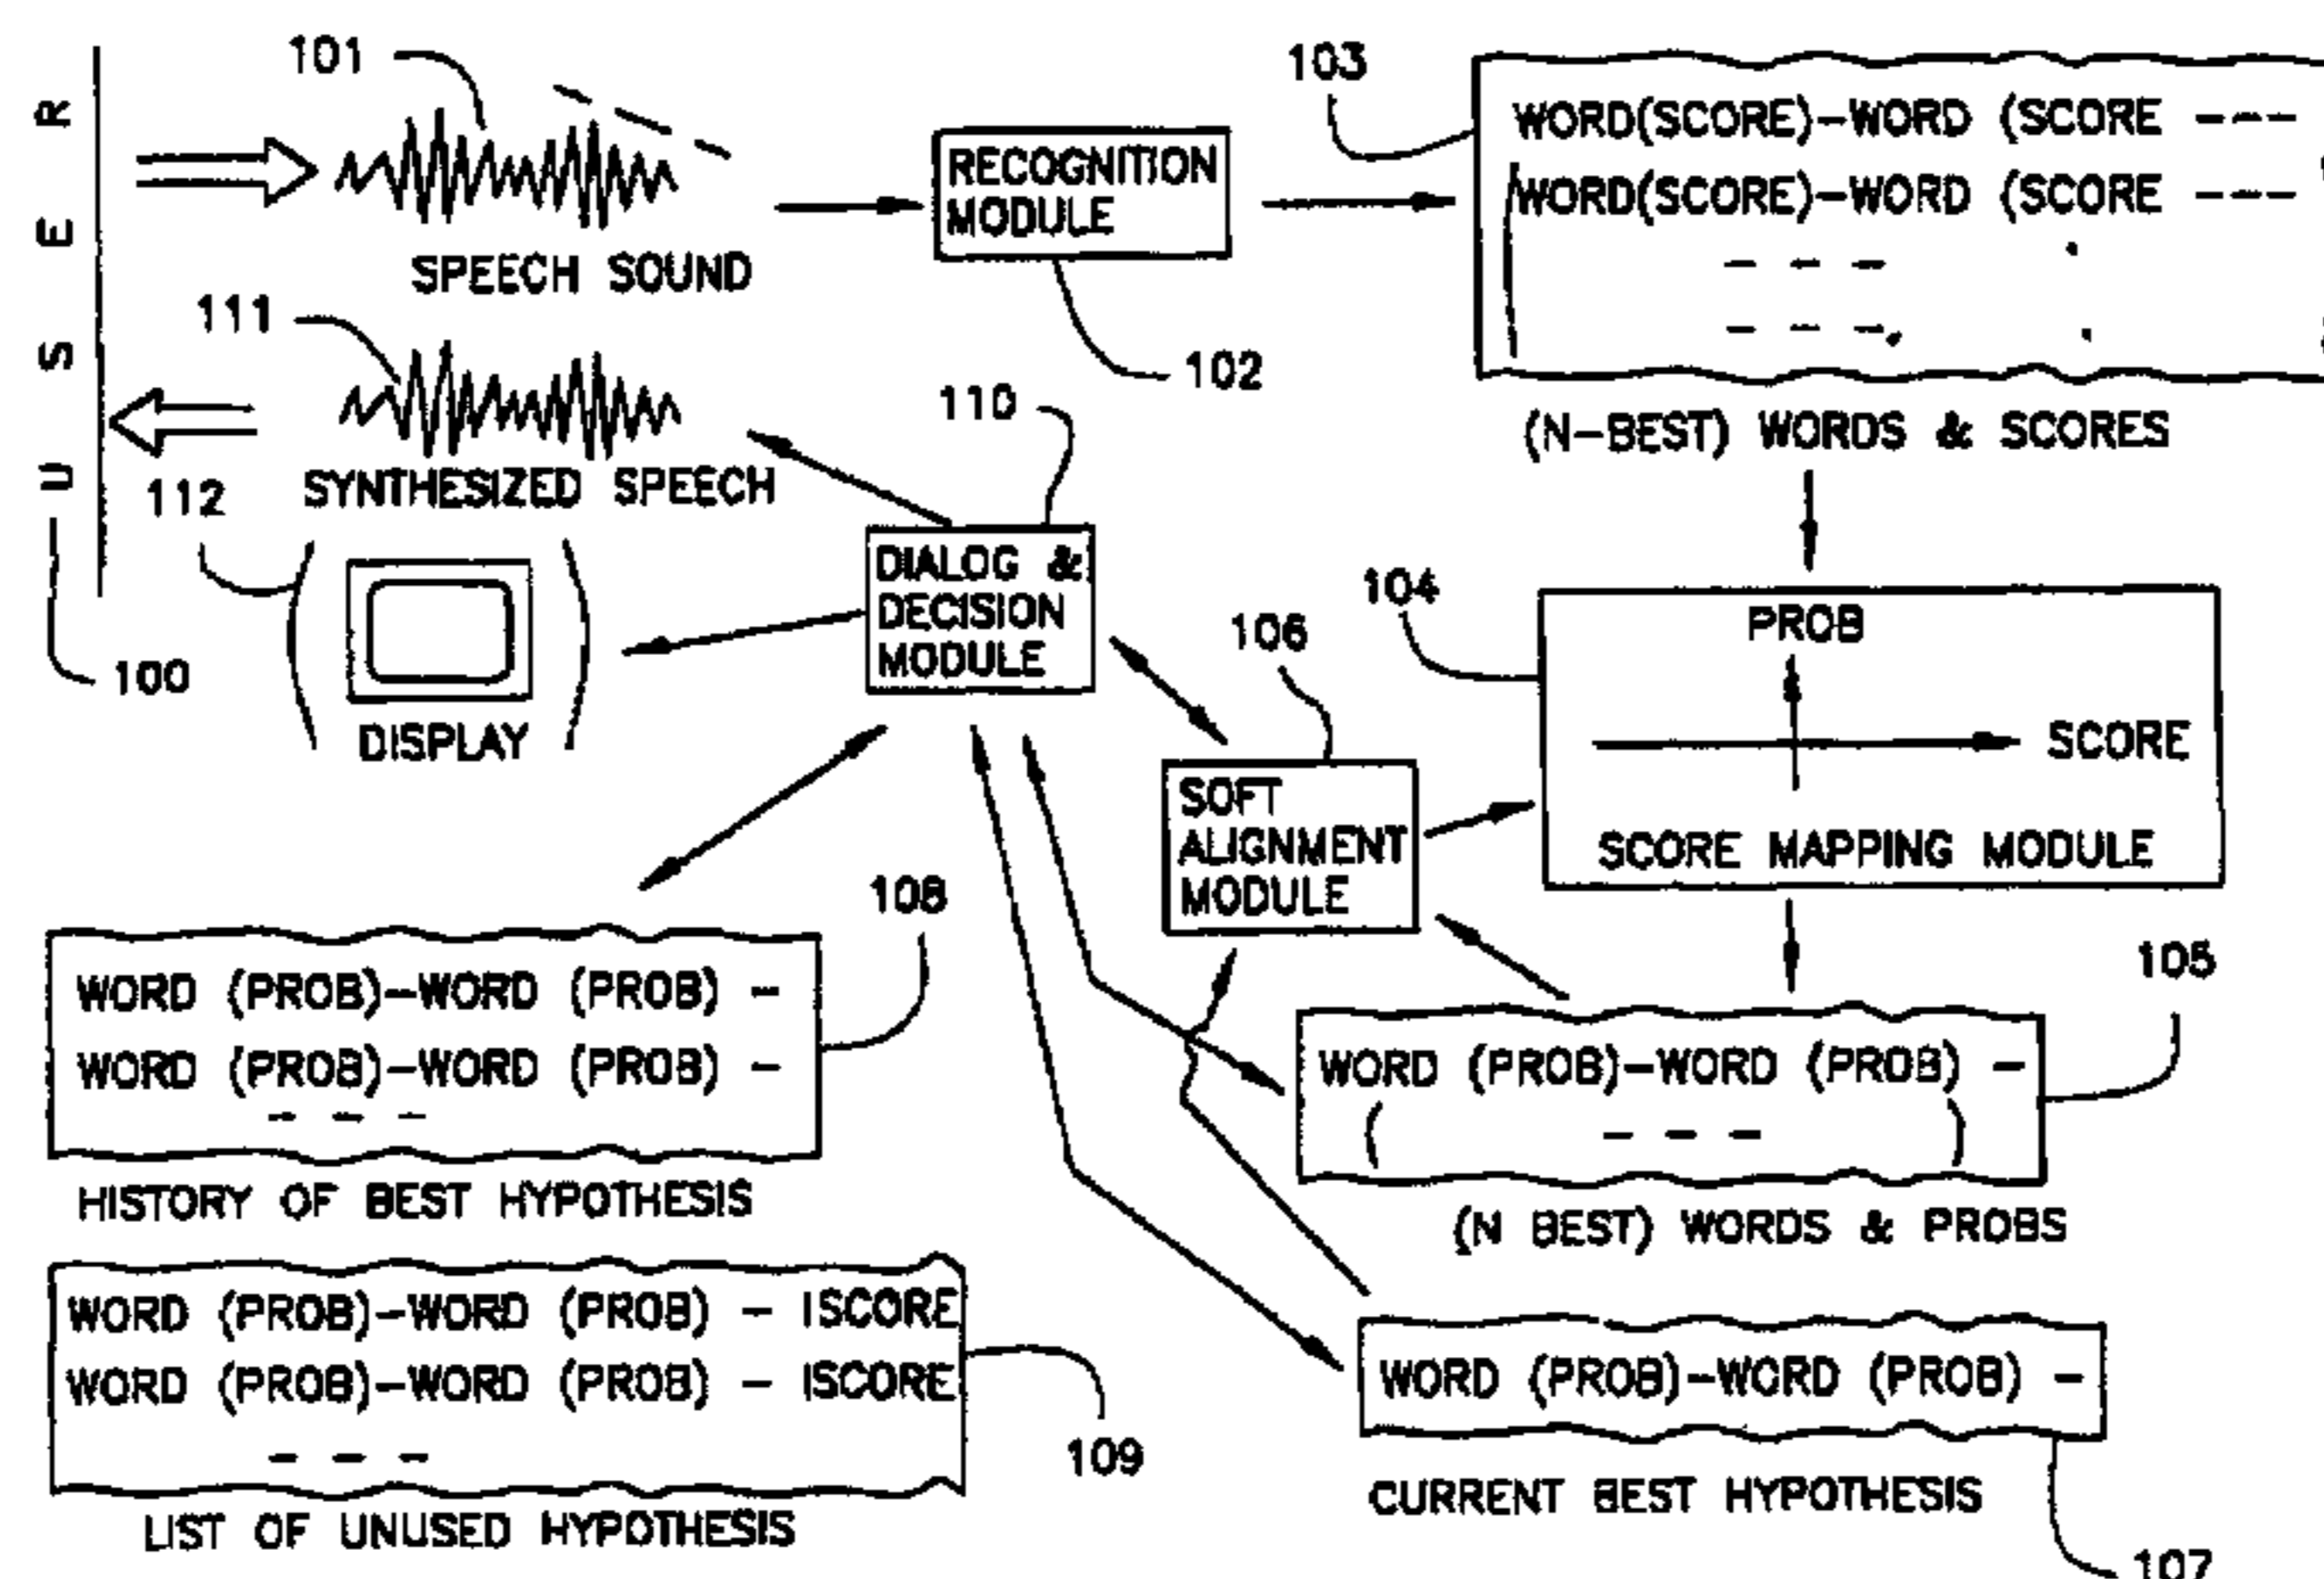 USER
101
SPEECH SOUND
RECOGNITION
MODULE
102
103
WORD(SCORE)-WORD (SCORE ---
WORD(SCORE)-WORD (SCORE ---
- - -
- - -
(N-BEST) WORDS & SCORES
111
SYNTHESIZED SPEECH
112
DISPLAY
100
110
DIALOG &
DECISION
MODULE
104
PROB
SCORE
SCORE MAPPING MODULE
106
SOFT
ALIGNMENT
MODULE
108
WORD (PROB)-WORD (PROB) -
WORD (PROB)-WORD (PROB) -
- - -
HISTORY OF BEST HYPOTHESIS
105
WORD (PROB)-WORD (PROB) -
( - - - )
(N BEST) WORDS & PROBS
WORD (PROB)-WORD (PROB) - ISCORE
WORD (PROB)-WORD (PROB) - ISCORE
- - -
109
LIST OF UNUSED HYPOTHESIS
WORD (PROB)-WORD (PROB) -
CURRENT BEST HYPOTHESIS
107